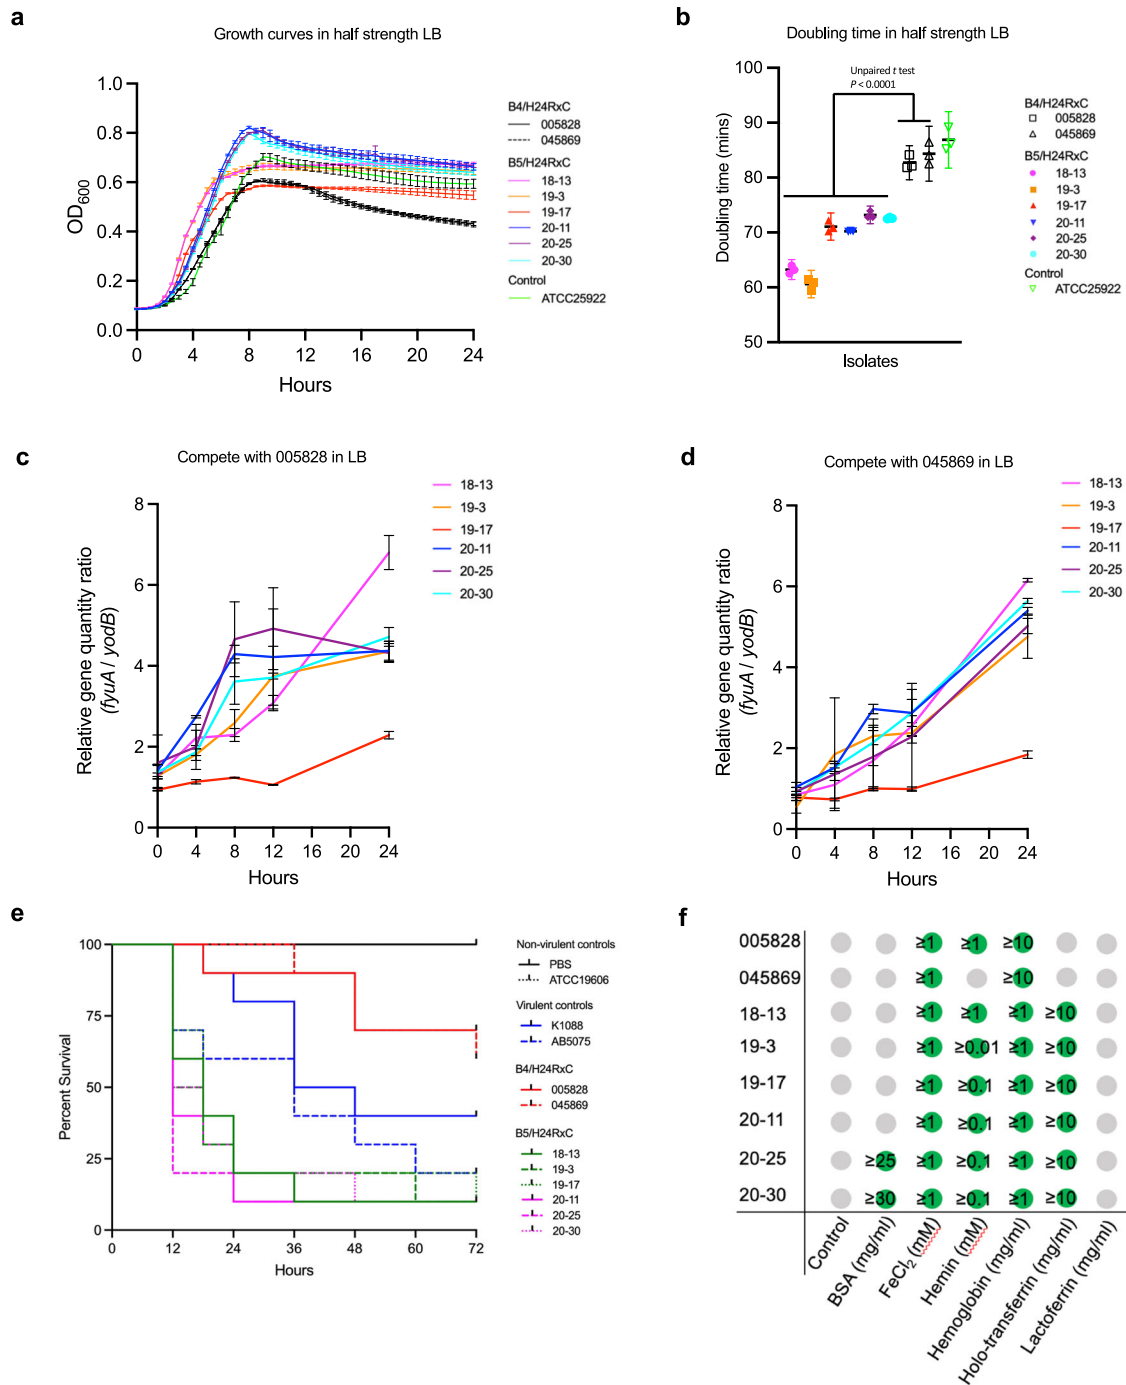 a
Growth curves in half strength LB
OD600
1.0
0.8
0.6
0.4
0.2
0.0
0 4 8 12 16 20 24
Hours
B4/H24RxC
005828
045869
B5/H24RxC
18-13
19-3
19-17
20-11
20-25
20-30
Control
ATCC25922
b
Doubling time in half strength LB
Unpaired t test
P < 0.0001
Doubling time (mins)
100
90
80
70
60
50
Isolates
B4/H24RxC
005828
045869
B5/H24RxC
18-13
19-3
19-17
20-11
20-25
20-30
Control
ATCC25922
c
Compete with 005828 in LB
Relative gene quantity ratio
(fyuA / yodB)
8
6
4
2
0
0 4 8 12 16 20 24
Hours
18-13
19-3
19-17
20-11
20-25
20-30
d
Compete with 045869 in LB
Relative gene quantity ratio
(fyuA / yodB)
8
6
4
2
0
0 4 8 12 16 20 24
Hours
18-13
19-3
19-17
20-11
20-25
20-30
e
Percent Survival
100
75
50
25
0
0 12 24 36 48 60 72
Hours
Non-virulent controls
PBS
ATCC19606
Virulent controls
K1088
AB5075
B4/H24RxC
005828
045869
B5/H24RxC
18-13
19-3
19-17
20-11
20-25
20-30
f
005828 ≥1 ≥1 ≥10
045869 ≥1 ≥10
18-13 ≥1 ≥1 ≥1 ≥10
19-3 ≥1 ≥0.01 ≥1 ≥10
19-17 ≥1 ≥0.1 ≥1 ≥10
20-11 ≥1 ≥0.1 ≥1 ≥10
20-25 ≥25 ≥1 ≥0.1 ≥1 ≥10
20-30 ≥30 ≥1 ≥0.1 ≥1 ≥10
Control
BSA (mg/ml)
FeCl2 (mM)
Hemin (mM)
Hemoglobin (mg/ml)
Holo-transferrin (mg/ml)
Lactoferrin (mg/ml)